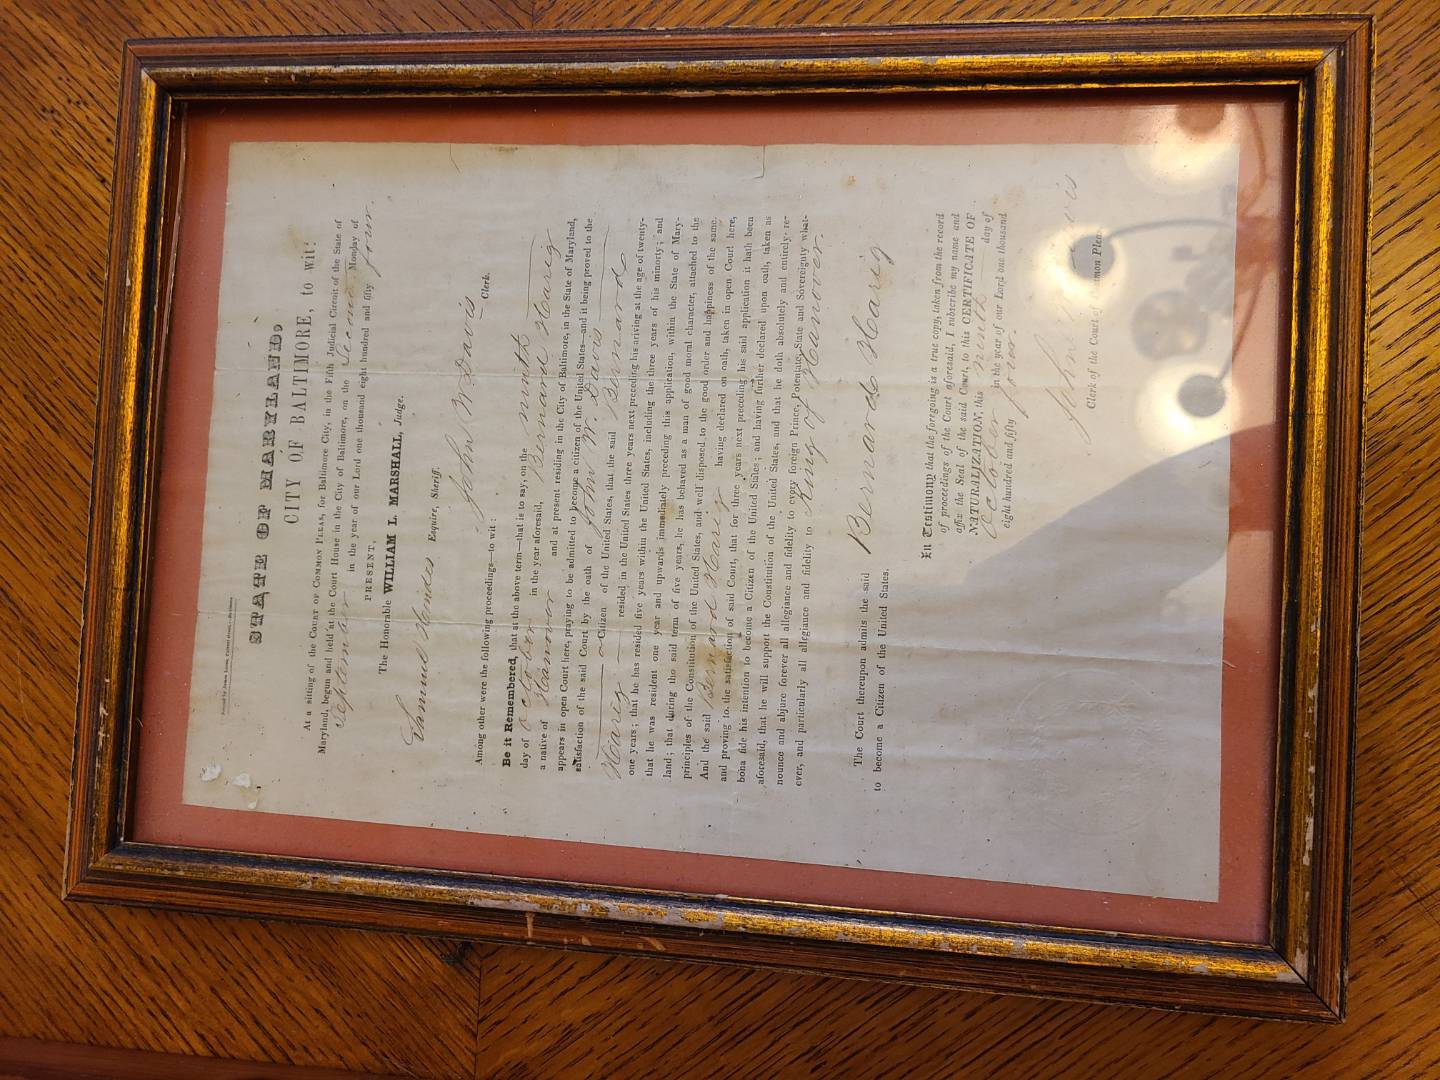 STATE OF MARYLAND,
CITY OF BALTIMORE, to wit:
At a sitting of the COURT OF COMMON PLEAS, for Baltimore City, in the Fifth Judicial Circuit of the State of
Maryland, begun and held at the Court House in the City of Baltimore, on the Second Monday of
September in the year of our Lord one thousand eight hundred and fifty four.
PRESENT,
The Honorable WILLIAM L. MARSHALL, Judge.
Samuel Hindes Esquire, Sheriff.
John W. Davis Clerk.
Among other were the following proceedings—to wit:
Be it Remembered, that at the above term—that is to say, on the ninth
day of October in the year aforesaid, Bernard Harig
a native of Hanover and at present residing in the City of Baltimore, in the State of Maryland,
appears in open Court here, praying to be admitted to become a citizen of the United States—and it being proved to the
satisfaction of the said Court by the oath of John W. Davis
a Citizen of the United States, that the said Bernard
Harig resided in the United States three years next preceding his arriving at the age of twenty-
one years; that he has resided five years within the United States, including the three years of his minority; and
that he was resident one year and upwards immediately preceding this application, within the State of Mary-
land; that during the said term of five years, he has behaved as a man of good moral character, attached to the
principles of the Constitution of the United States, and well disposed to the good order and happiness of the same.
And the said Bernard Harig having declared on oath, taken in open Court here,
and proving to the satisfaction of said Court, that for three years next preceding his said application it hath been
bona fide his intention to become a Citizen of the United States; and having further declared upon oath, taken as
aforesaid, that he will support the Constitution of the United States, and that he doth absolutely and entirely re-
nounce and abjure forever all allegiance and fidelity to every foreign Prince, Potentate, State and Sovereignty what-
ever, and particularly all allegiance and fidelity to King of Hanover.
The Court thereupon admits the said Bernard Harig
to become a Citizen of the United States.
In Testimony that the foregoing is a true copy, taken from the record
of proceedings of the Court aforesaid, I subscribe my name and
affix the Seal of the said Court, to this CERTIFICATE OF
NATURALIZATION, this ninth day of
October in the year of our Lord one thousand
eight hundred and fifty four.
John
Clerk of the Court of Common Pleas